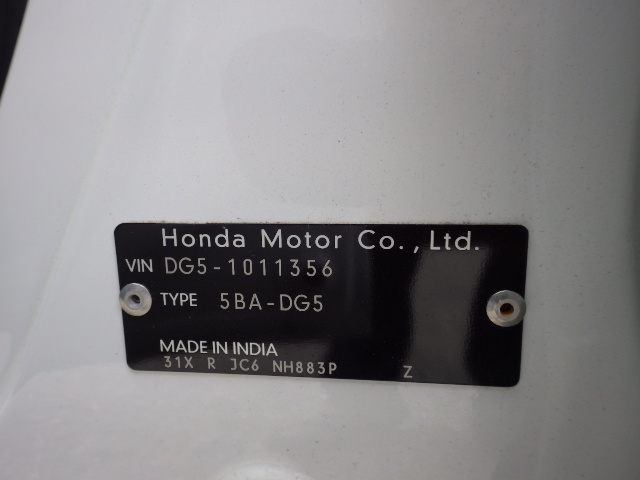 Honda Motor Co., Ltd.
VIN DG5-1011356
TYPE 5BA-DG5
MADE IN INDIA
31X R JC6 NH883P Z